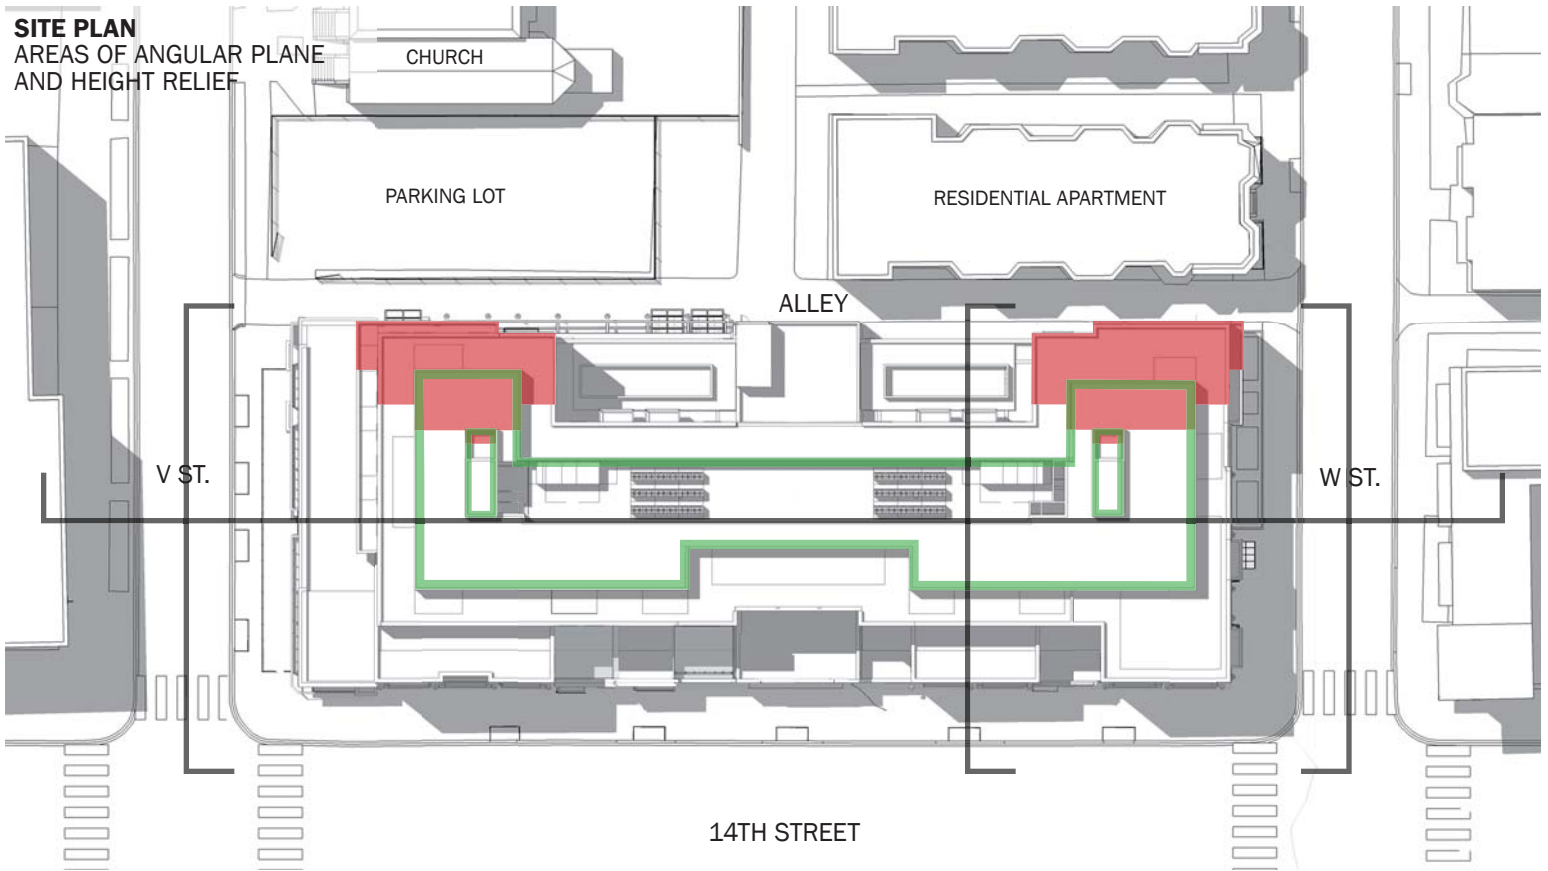 SITE PLAN
AREAS OF ANGULAR PLANE
AND HEIGHT RELIEF
CHURCH
PARKING LOT
RESIDENTIAL APARTMENT
ALLEY
V ST.
W ST.
14TH STREET